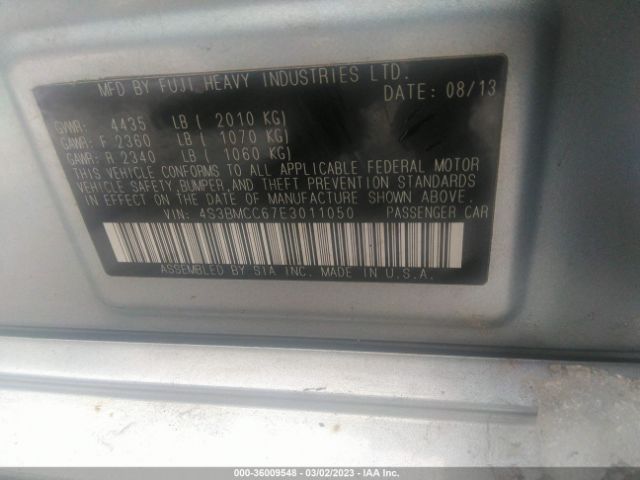 MFD BY FUJI HEAVY INDUSTRIES LTD.
DATE: 08/13
GVWR: 4435 LB ( 2010 KG)
GAWR: F 2360 LB ( 1070 KG)
GAWR: R 2340 LB ( 1060 KG)
THIS VEHICLE CONFORMS TO ALL APPLICABLE FEDERAL MOTOR
VEHICLE SAFETY, BUMPER, AND THEFT PREVENTION STANDARDS
IN EFFECT ON THE DATE OF MANUFACTURE SHOWN ABOVE.
VIN: 4S3BMCC67E3011050 PASSENGER CAR
ASSEMBLED BY SIA INC. MADE IN U.S.A.
000-36009548 - 03/02/2023 - IAA Inc.